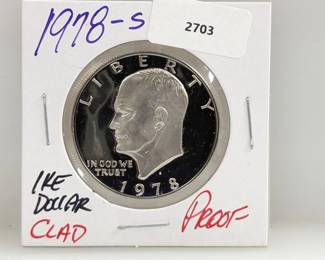 1978-S
2703
LIBERTY
IN GOD WE
TRUST
1978
IKE
DOLLAR
CLAD
PROOF